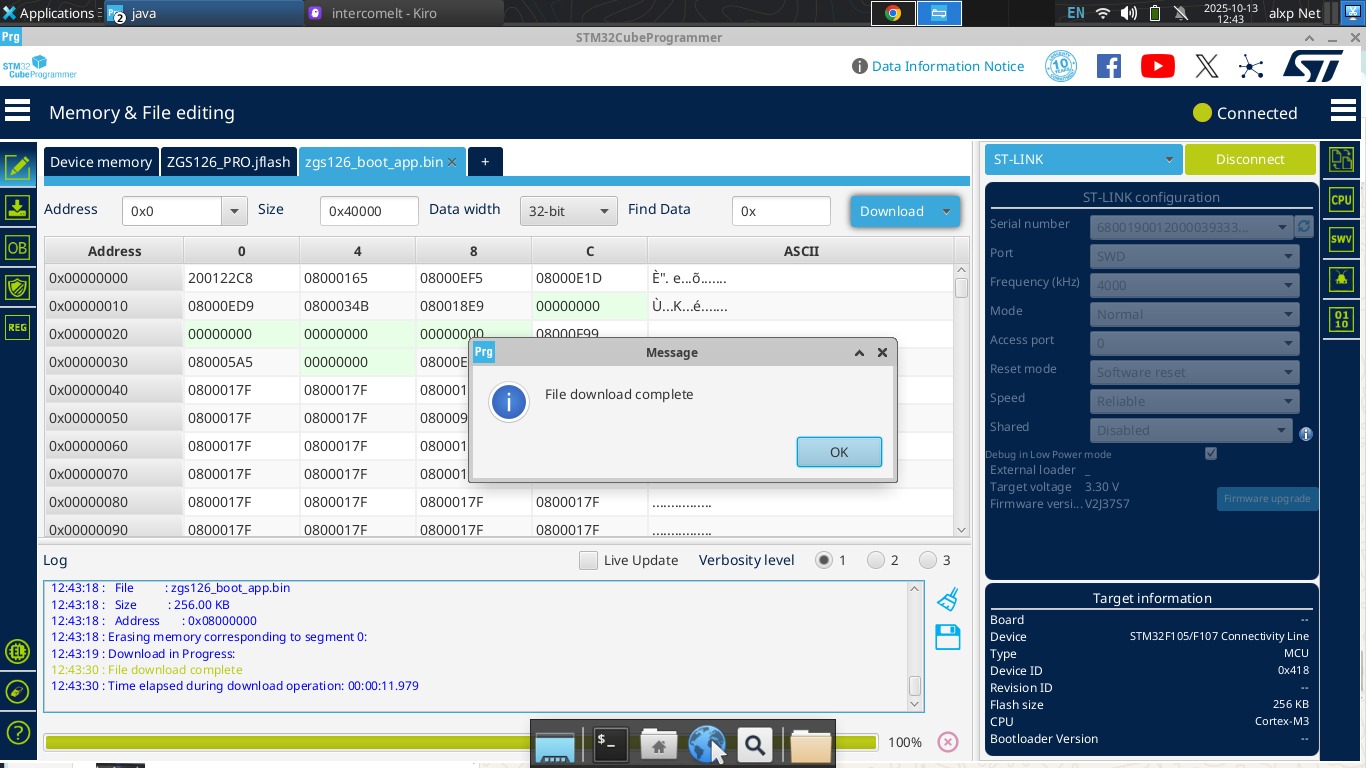 Applications
2
java
intercomelt - Kiro
EN
2025-10-13
12:43
alxp Net
Prg
STM32CubeProgrammer
STM32
CubeProgrammer
Data Information Notice
10
Memory & File editing
Connected
Device memory
ZGS126_PRO.jflash
zgs126_boot_app.bin
+
ST-LINK
Disconnect
Address
0x0
Size
0x40000
Data width
32-bit
Find Data
0x
Download
Address 0 4 8 C ASCII
0x00000000 200122C8 08000165 08000EF5 08000E1D È". e...õ.......
0x00000010 08000ED9 0800034B 080018E9 00000000 Ù...K...é.......
0x00000020 00000000 00000000 00000000 08000F99
0x00000030 080005A5 00000000 08000E
0x00000040 0800017F 0800017F 080001
0x00000050 0800017F 0800017F 080009
0x00000060 0800017F 0800017F 080001
0x00000070 0800017F 0800017F 080001
0x00000080 0800017F 0800017F 0800017F 0800017F ................
0x00000090 0800017F 0800017F 0800017F 0800017F ................
Prg
Message
File download complete
OK
OB
REG
CPU
SWV
01
10
ST-LINK configuration
Serial number 6800190012000039333...
Port SWD
Frequency (kHz) 4000
Mode Normal
Access port 0
Reset mode Software reset
Speed Reliable
Shared Disabled
Debug in Low Power mode
External loader _
Target voltage 3.30 V
Firmware versi... V2J37S7
Firmware upgrade
Log
Live Update
Verbosity level
1
2
3
12:43:18 : File : zgs126_boot_app.bin
12:43:18 : Size : 256.00 KB
12:43:18 : Address : 0x08000000
12:43:18 : Erasing memory corresponding to segment 0:
12:43:19 : Download in Progress:
12:43:30 : File download complete
12:43:30 : Time elapsed during download operation: 00:00:11.979
100%
Target information
Board --
Device STM32F105/F107 Connectivity Line
Type MCU
Device ID 0x418
Revision ID --
Flash size 256 KB
CPU Cortex-M3
Bootloader Version --